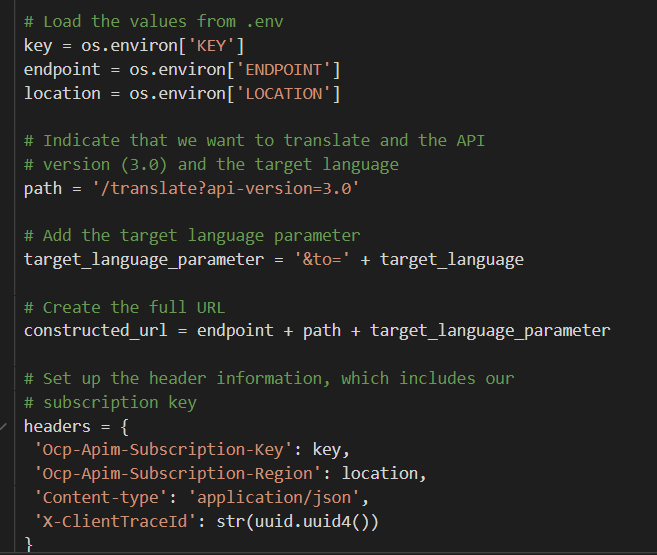 # Load the values from .env
key = os.environ['KEY']
endpoint = os.environ['ENDPOINT']
location = os.environ['LOCATION']
# Indicate that we want to translate and the API
# version (3.0) and the target language
path = '/translate?api-version=3.0'
# Add the target language parameter
target_language_parameter = '&to=' + target_language
# Create the full URL
constructed_url = endpoint + path + target_language_parameter
# Set up the header information, which includes our
# subscription key
headers = {
'Ocp-Apim-Subscription-Key': key,
'Ocp-Apim-Subscription-Region': location,
'Content-type': 'application/json',
'X-ClientTraceId': str(uuid.uuid4())
}